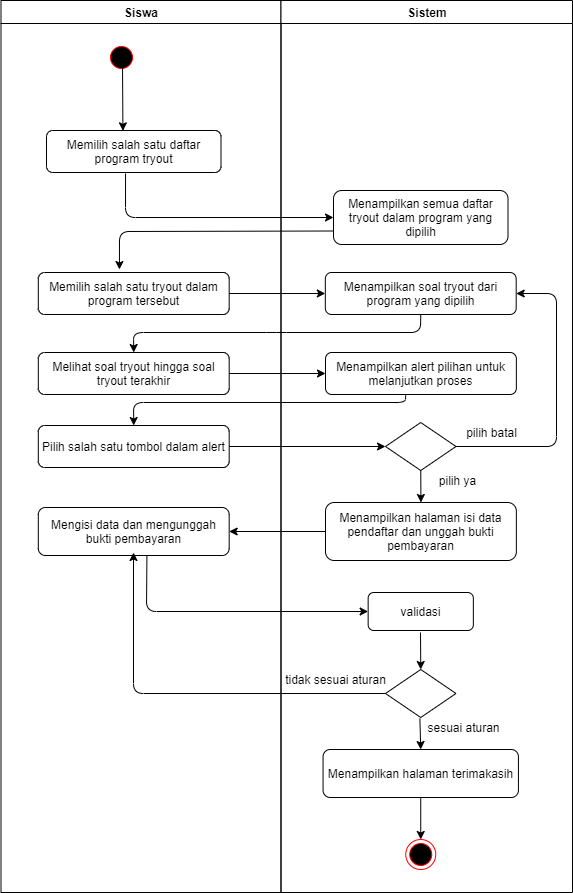 Siswa
Sistem
Memilih salah satu daftar
program tryout
Menampilkan semua daftar
tryout dalam program yang
dipilih
Memilih salah satu tryout dalam
program tersebut
Menampilkan soal tryout dari
program yang dipilih
Melihat soal tryout hingga soal
tryout terakhir
Menampilkan alert pilihan untuk
melanjutkan proses
Pilih salah satu tombol dalam alert
pilih batal
pilih ya
Menampilkan halaman isi data
pendaftar dan unggah bukti
pembayaran
Mengisi data dan mengunggah
bukti pembayaran
validasi
tidak sesuai aturan
sesuai aturan
Menampilkan halaman terimakasih